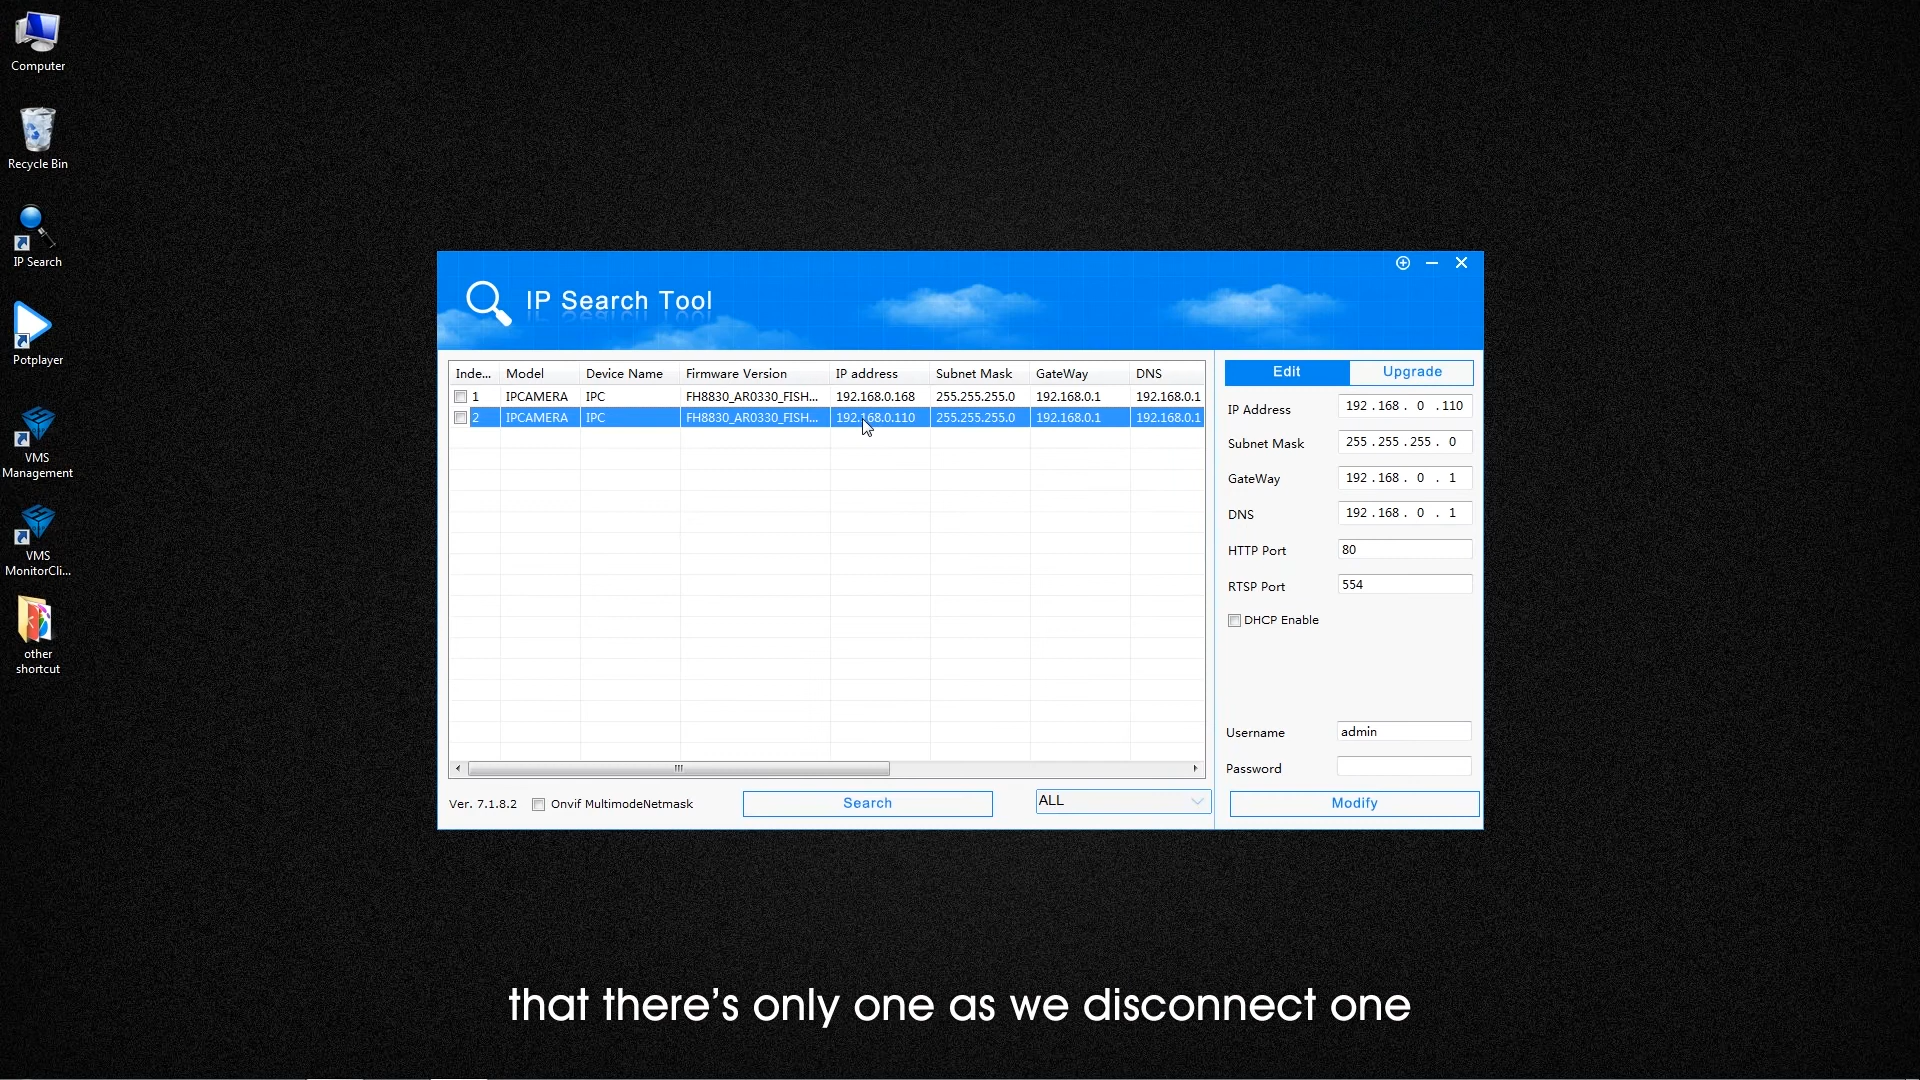 Computer
Recycle Bin
IP Search
Potplayer
VMS
Management
VMS
MonitorCli...
other
shortcut
IP Search Tool
Inde... Model Device Name Firmware Version IP address Subnet Mask GateWay DNS
1 IPCAMERA IPC FH8830_AR0330_FISH... 192.168.0.168 255.255.255.0 192.168.0.1 192.168.0.1
2 IPCAMERA IPC FH8830_AR0330_FISH... 192.168.0.110 255.255.255.0 192.168.0.1 192.168.0.1
Ver. 7.1.8.2 Onvif MultimodeNetmask Search ALL
Edit Upgrade
IP Address 192 . 168 . 0 . 110
Subnet Mask 255 . 255 . 255 . 0
GateWay 192 . 168 . 0 . 1
DNS 192 . 168 . 0 . 1
HTTP Port 80
RTSP Port 554
DHCP Enable
Username admin
Password
Modify
that there's only one as we disconnect one